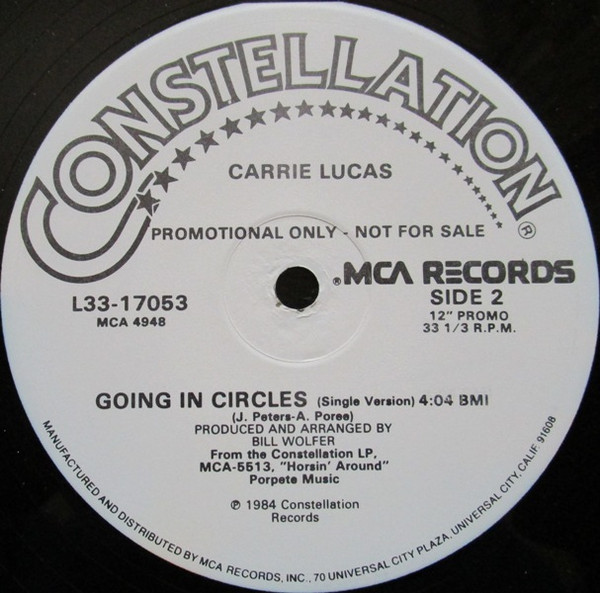 CONSTELLATION®
CARRIE LUCAS
PROMOTIONAL ONLY - NOT FOR SALE
®MCA RECORDS
L33-17053
MCA 4948
SIDE 2
12" PROMO
33 1/3 R.P.M.
GOING IN CIRCLES (Single Version) 4:04 BMI
(J. Peters-A. Poree)
PRODUCED AND ARRANGED BY
BILL WOLFER
From the Constellation LP,
MCA-5513, "Horsin' Around"
Porpete Music
℗ 1984 Constellation
Records
MANUFACTURED AND DISTRIBUTED BY MCA RECORDS, INC., 70 UNIVERSAL CITY PLAZA, UNIVERSAL CITY, CALIF. 91608